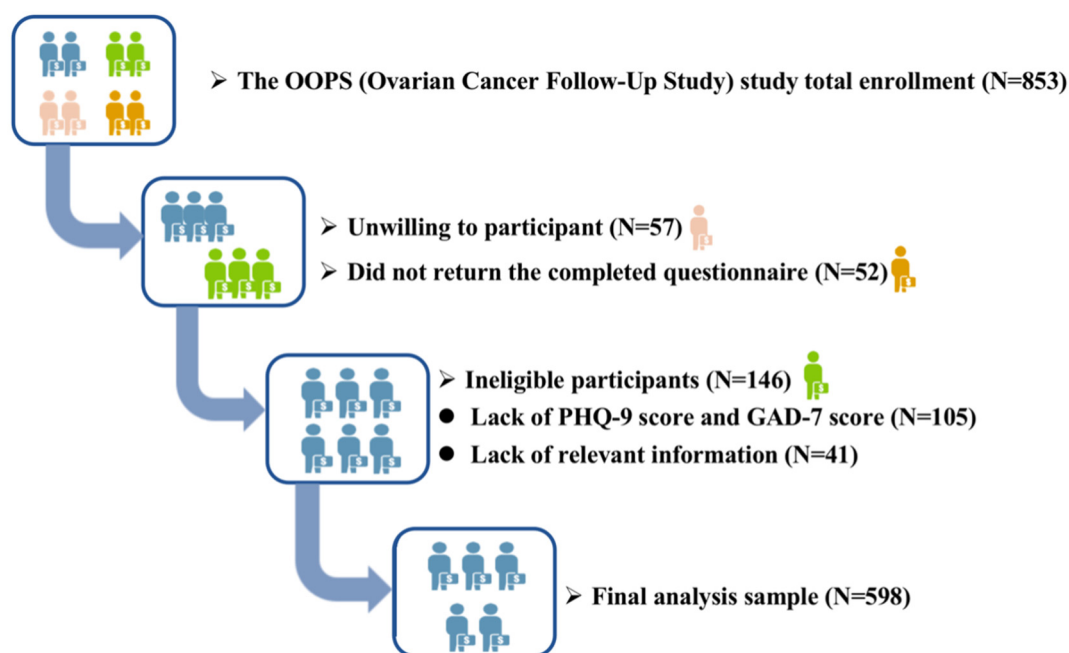 ➢ The OOPS (Ovarian Cancer Follow-Up Study) study total enrollment (N=853)
➢ Unwilling to participant (N=57)
➢ Did not return the completed questionnaire (N=52)
➢ Ineligible participants (N=146)
● Lack of PHQ-9 score and GAD-7 score (N=105)
● Lack of relevant information (N=41)
➢ Final analysis sample (N=598)